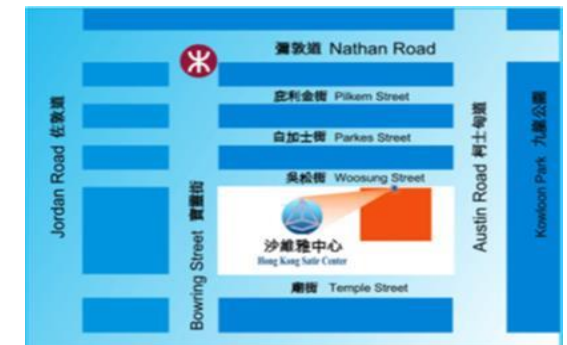 彌敦道 Nathan Road
庇利金街 Pilkem Street
白加士街 Parkes Street
吳松街 Woosung Street
沙維雅中心
Hong Kong Satir Center
廟街 Temple Street
Jordan Road 佐敦道
Bowring Street 寶靈街
Austin Road 柯士甸道
Kowloon Park 九龍公園